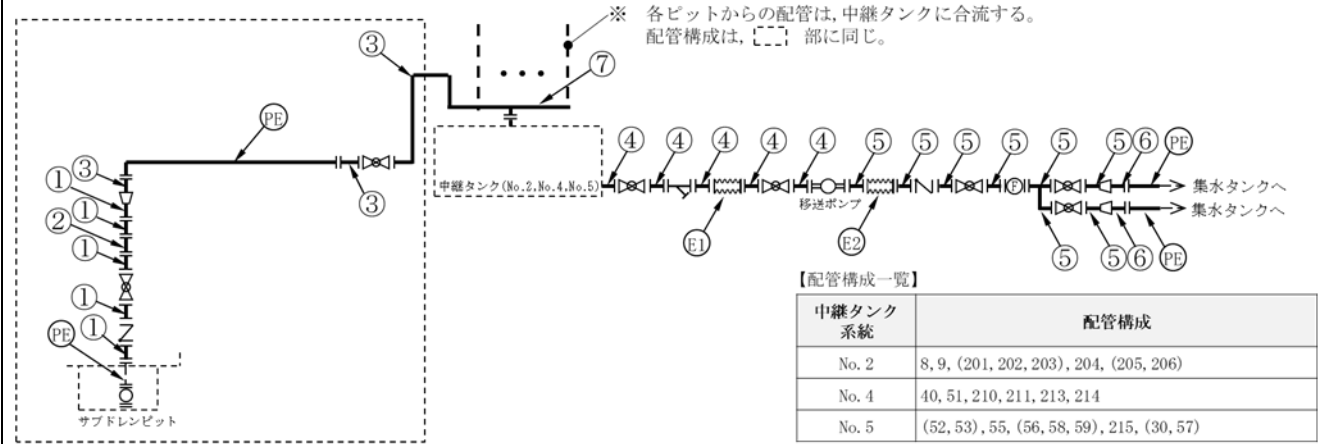 ※ 各ピットからの配管は,中継タンクに合流する。
配管構成は, 部に同じ。
③
⑦
・・・
PE
④ ④ ④ ④ ④ ⑤ ⑤ ⑤ ⑤ ⑤ ⑤ ⑥ PE
③
①
①
②
①
③
中継タンク(No.2,No.4,No.5)
移送ポンプ
F
集水タンクへ
集水タンクへ
E1
E2
⑤ ⑤ ⑥ PE
①
①
PE
サブドレンピット
【配管構成一覧】
中継タンク
系統
配管構成
No. 2 8, 9, (201, 202, 203), 204, (205, 206)
No. 4 40, 51, 210, 211, 213, 214
No. 5 (52, 53), 55, (56, 58, 59), 215, (30, 57)